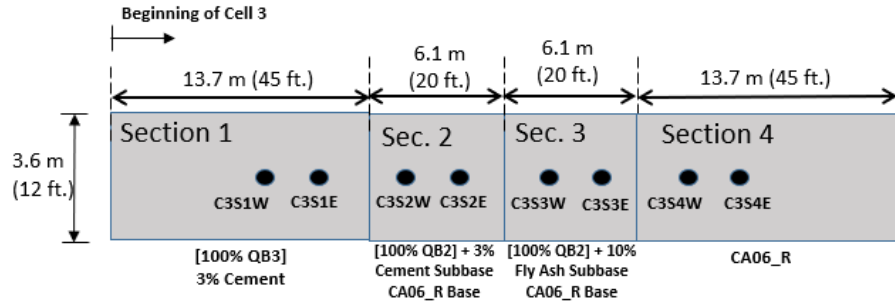 Beginning of Cell 3
13.7 m (45 ft.)
6.1 m
(20 ft.)
6.1 m
(20 ft.)
13.7 m (45 ft.)
3.6 m
(12 ft.)
Section 1
Sec. 2
Sec. 3
Section 4
C3S1W
C3S1E
C3S2W
C3S2E
C3S3W
C3S3E
C3S4W
C3S4E
[100% QB3]
3% Cement
[100% QB2] + 3%
Cement Subbase
CA06_R Base
[100% QB2] + 10%
Fly Ash Subbase
CA06_R Base
CA06_R